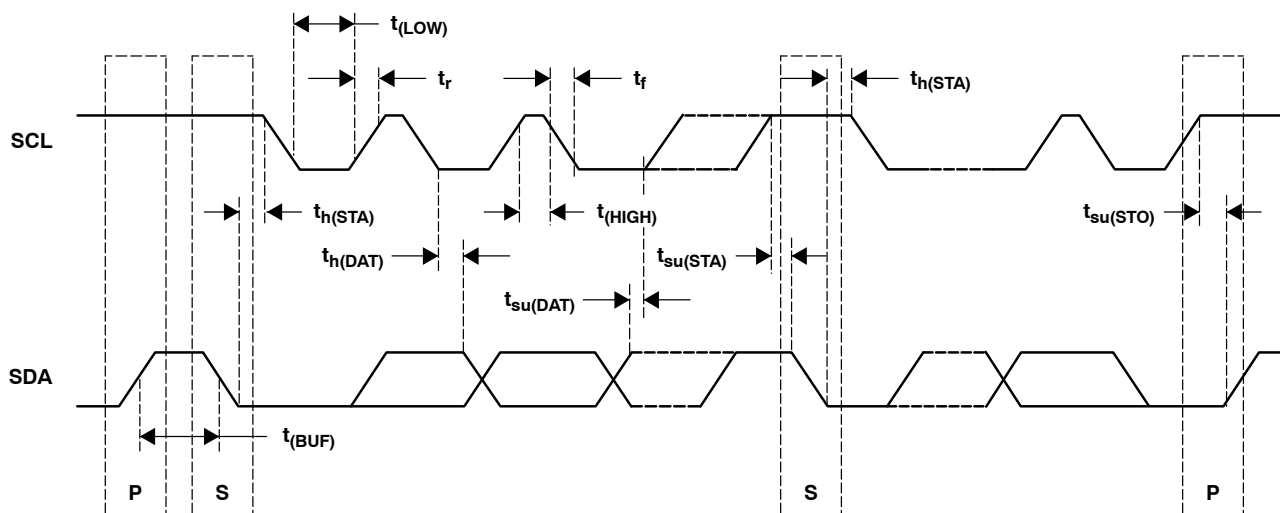 t(LOW)
tr
tf
th(STA)
SCL
th(STA)
t(HIGH)
tsu(STO)
th(DAT)
tsu(STA)
tsu(DAT)
SDA
t(BUF)
P
S
S
P